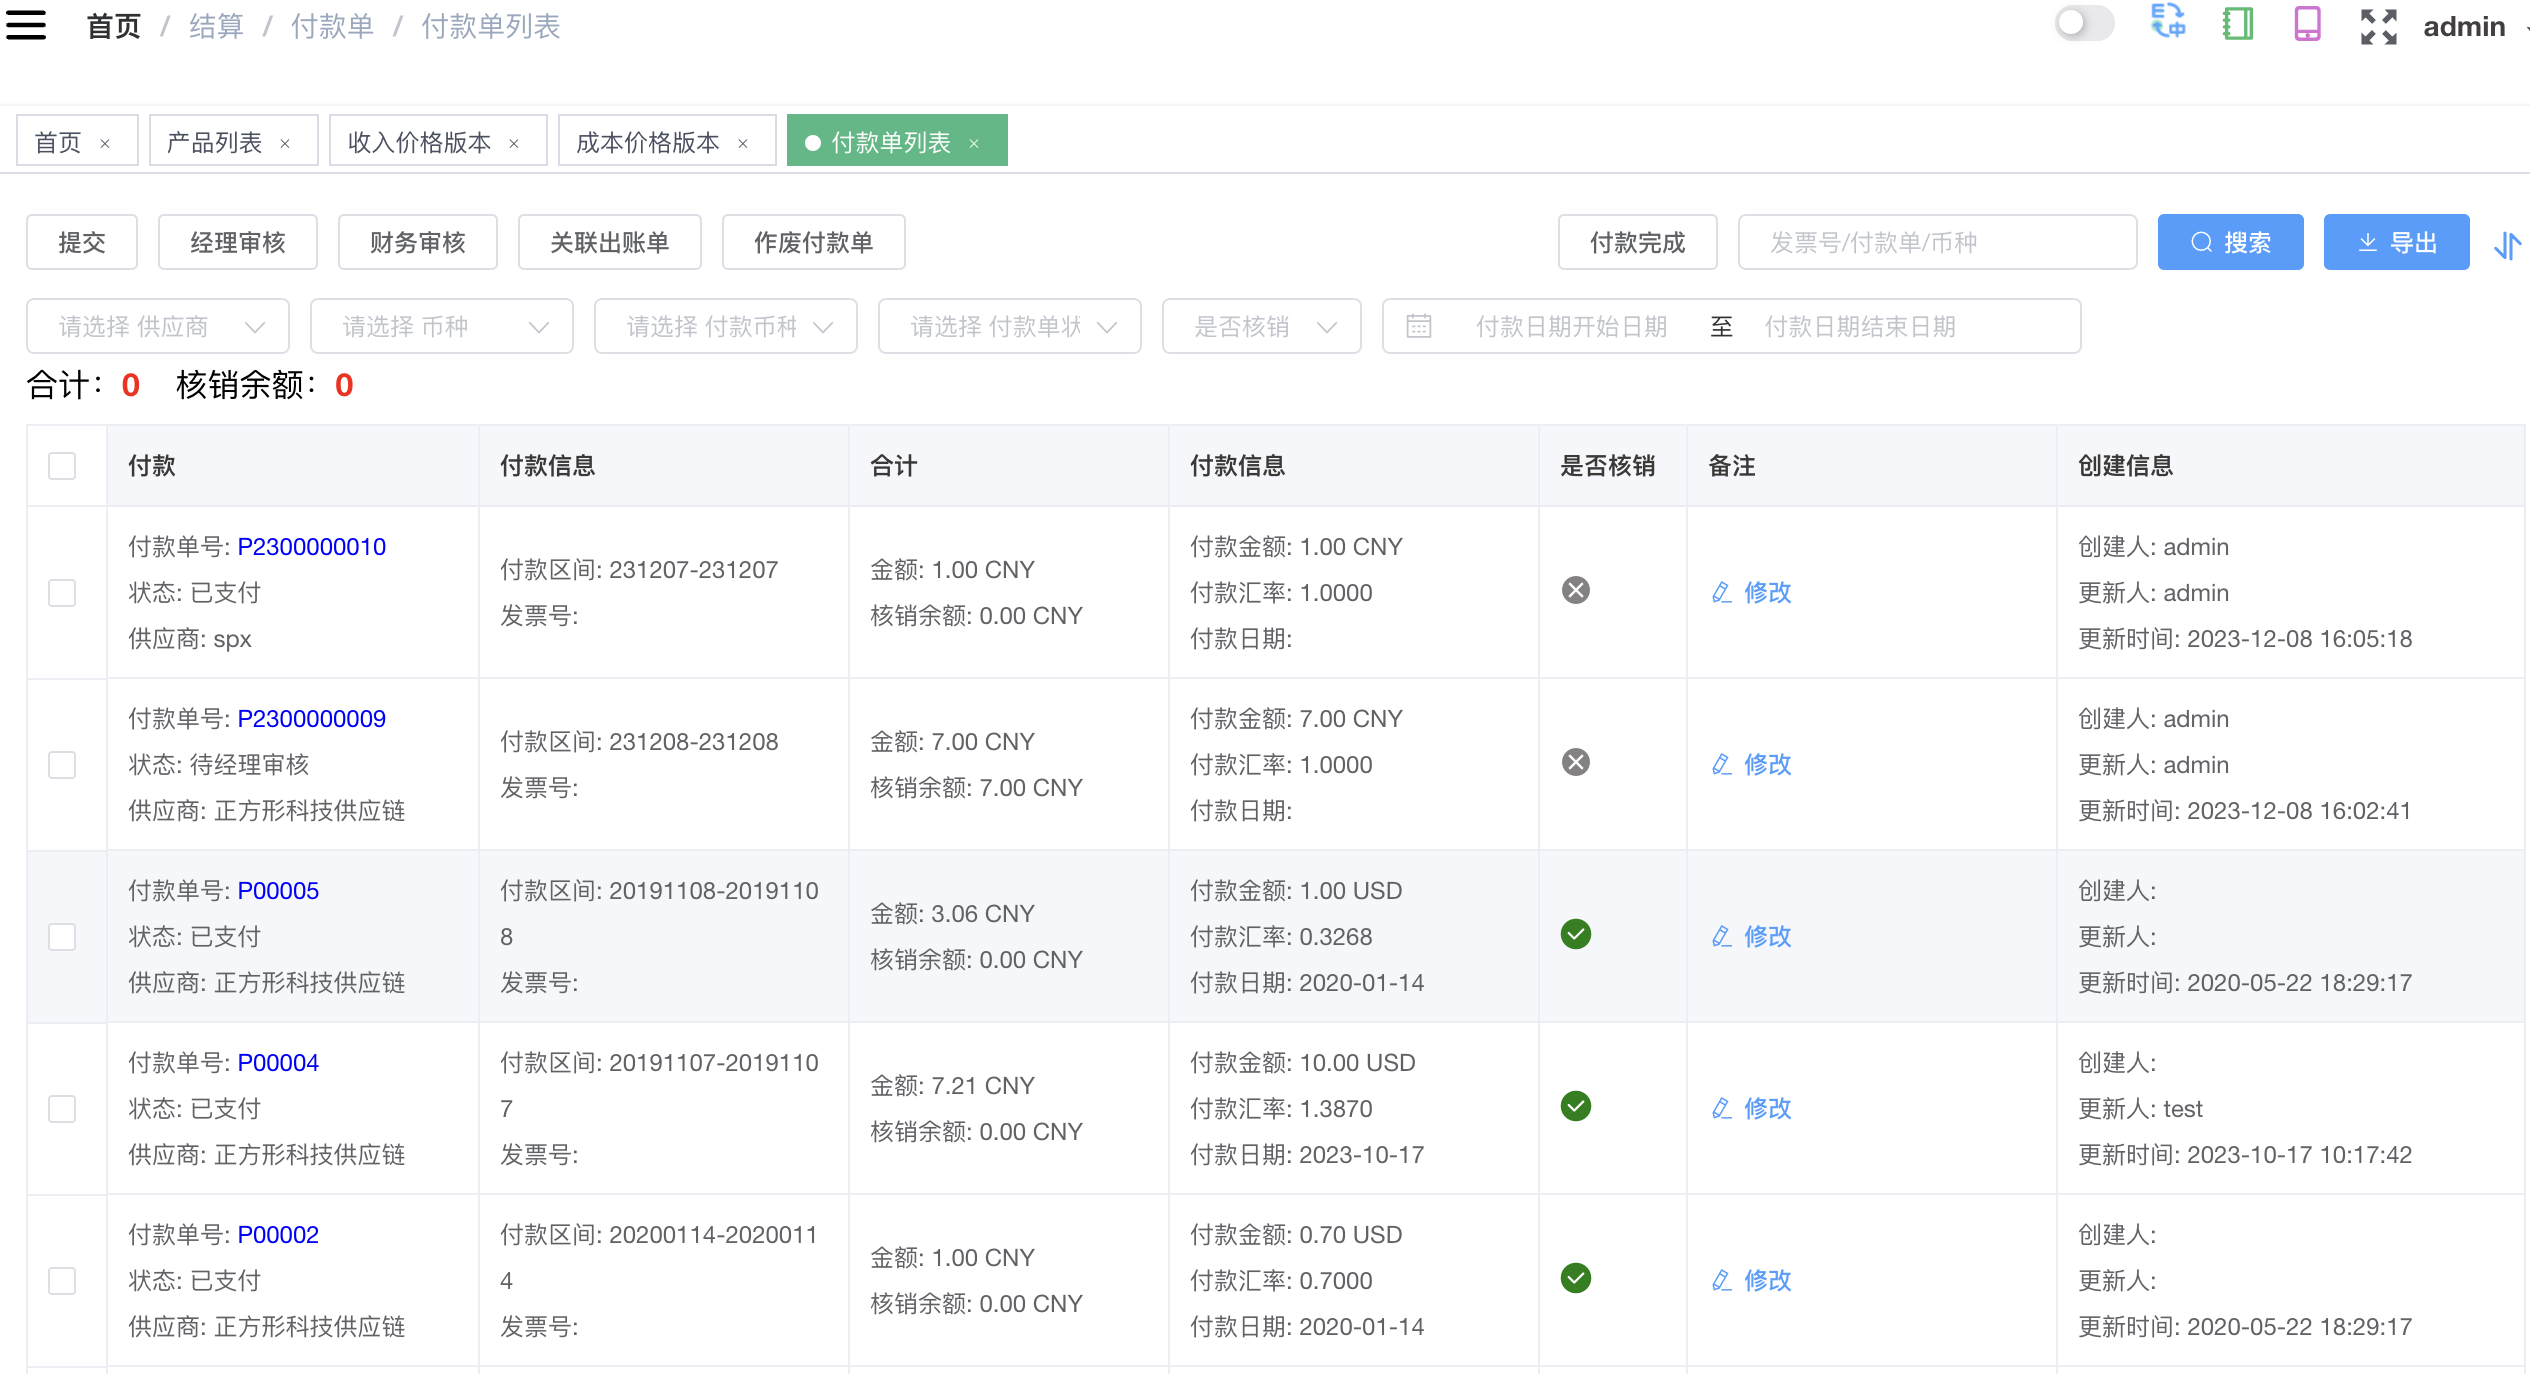 首页 / 结算 / 付款单 / 付款单列表
admin
首页 × 产品列表 × 收入价格版本 × 成本价格版本 × 付款单列表 ×
提交 经理审核 财务审核 关联出账单 作废付款单 付款完成 发票号/付款单/币种 搜索 导出
请选择 供应商 请选择 币种 请选择 付款币种 请选择 付款单状 是否核销 付款日期开始日期 至 付款日期结束日期
合计: 0 核销余额: 0
付款 付款信息 合计 付款信息 是否核销 备注 创建信息
付款单号: P2300000010
状态: 已支付
供应商: spx
付款区间: 231207-231207
发票号:
金额: 1.00 CNY
核销余额: 0.00 CNY
付款金额: 1.00 CNY
付款汇率: 1.0000
付款日期:
修改
创建人: admin
更新人: admin
更新时间: 2023-12-08 16:05:18
付款单号: P2300000009
状态: 待经理审核
供应商: 正方形科技供应链
付款区间: 231208-231208
发票号:
金额: 7.00 CNY
核销余额: 7.00 CNY
付款金额: 7.00 CNY
付款汇率: 1.0000
付款日期:
修改
创建人: admin
更新人: admin
更新时间: 2023-12-08 16:02:41
付款单号: P00005
状态: 已支付
供应商: 正方形科技供应链
付款区间: 20191108-2019110
8
发票号:
金额: 3.06 CNY
核销余额: 0.00 CNY
付款金额: 1.00 USD
付款汇率: 0.3268
付款日期: 2020-01-14
修改
创建人:
更新人:
更新时间: 2020-05-22 18:29:17
付款单号: P00004
状态: 已支付
供应商: 正方形科技供应链
付款区间: 20191107-2019110
7
发票号:
金额: 7.21 CNY
核销余额: 0.00 CNY
付款金额: 10.00 USD
付款汇率: 1.3870
付款日期: 2023-10-17
修改
创建人:
更新人: test
更新时间: 2023-10-17 10:17:42
付款单号: P00002
状态: 已支付
供应商: 正方形科技供应链
付款区间: 20200114-2020011
4
发票号:
金额: 1.00 CNY
核销余额: 0.00 CNY
付款金额: 0.70 USD
付款汇率: 0.7000
付款日期: 2020-01-14
修改
创建人:
更新人:
更新时间: 2020-05-22 18:29:17